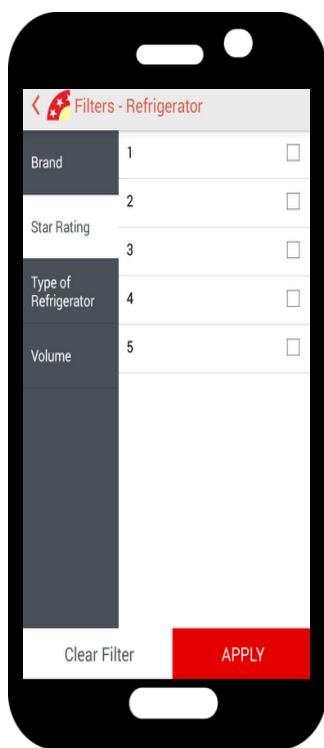 Filters - Refrigerator
Brand
Star Rating
Type of
Refrigerator
Volume
1
2
3
4
5
Clear Filter
APPLY